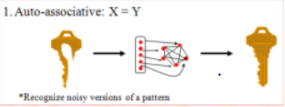 1. Auto-associative: X = Y
*Recognize noisy versions of a pattern